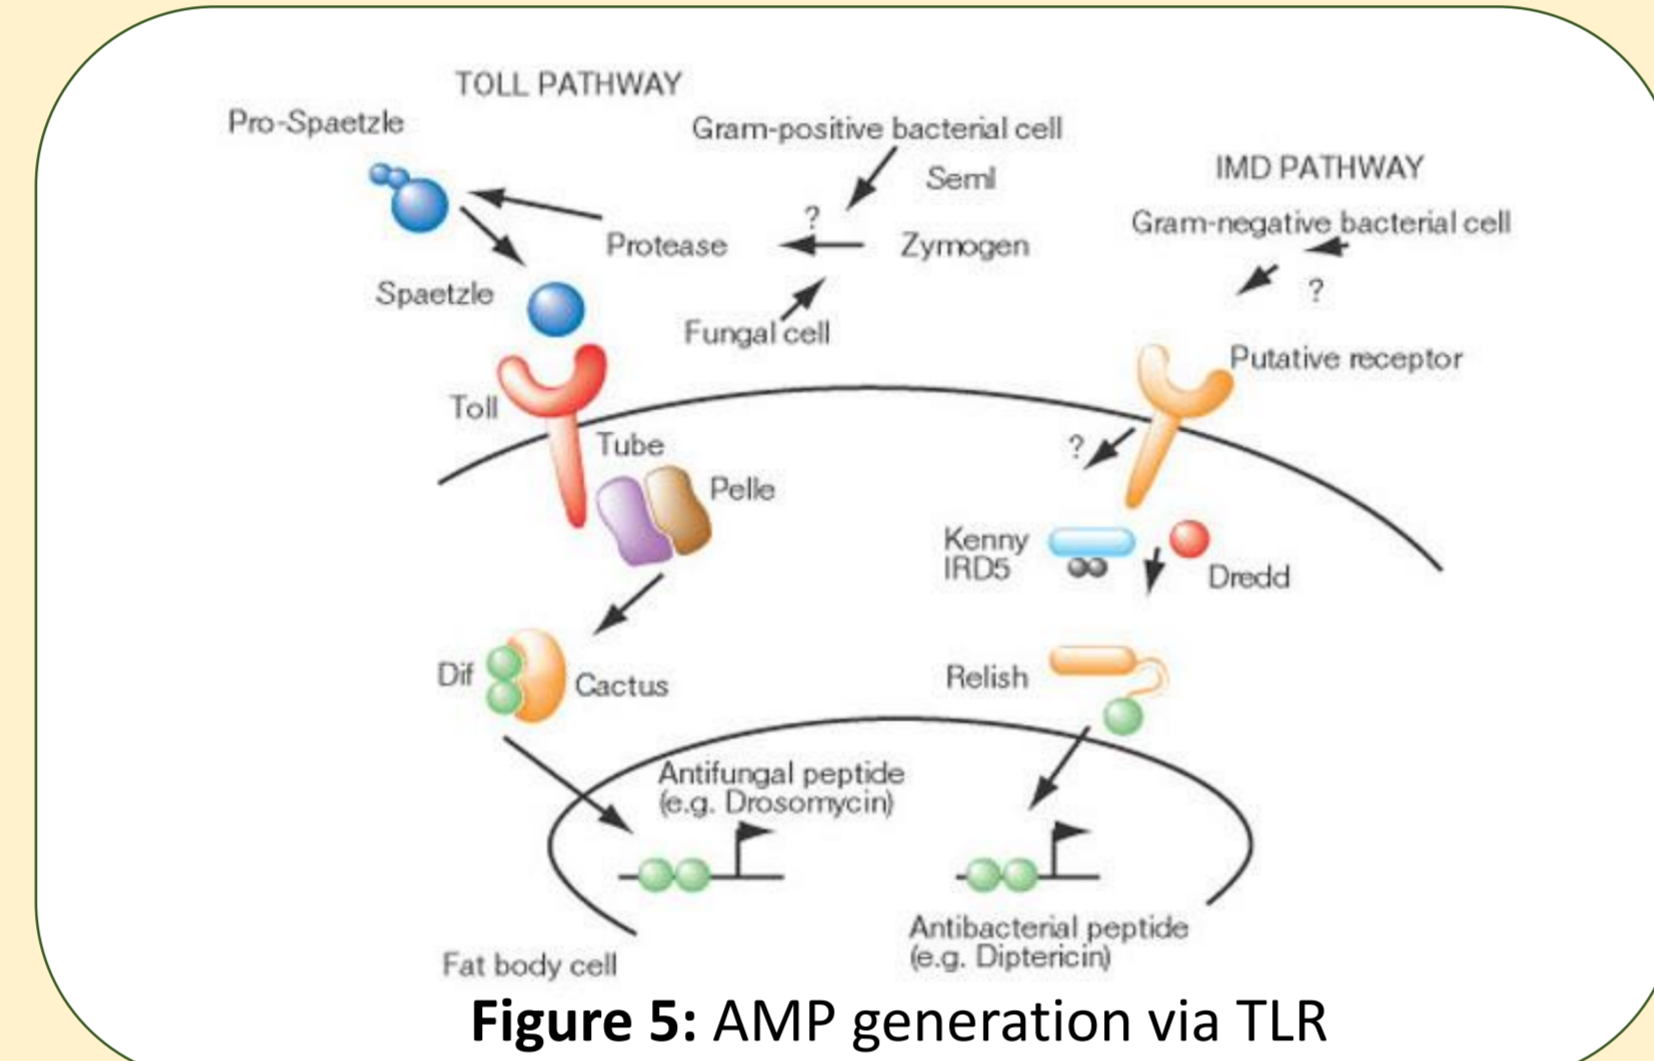 TOLL PATHWAY
Pro-Spaetzle
Gram-positive bacterial cell
Seml
?
Protease
Zymogen
Spaetzle
Fungal cell
IMD PATHWAY
Gram-negative bacterial cell
?
Putative receptor
Toll
Tube
Pelle
?
Kenny
IRD5
Dredd
Dif
Cactus
Relish
Antifungal peptide
(e.g. Drosomycin)
Antibacterial peptide
(e.g. Diptericin)
Fat body cell
Figure 5: AMP generation via TLR